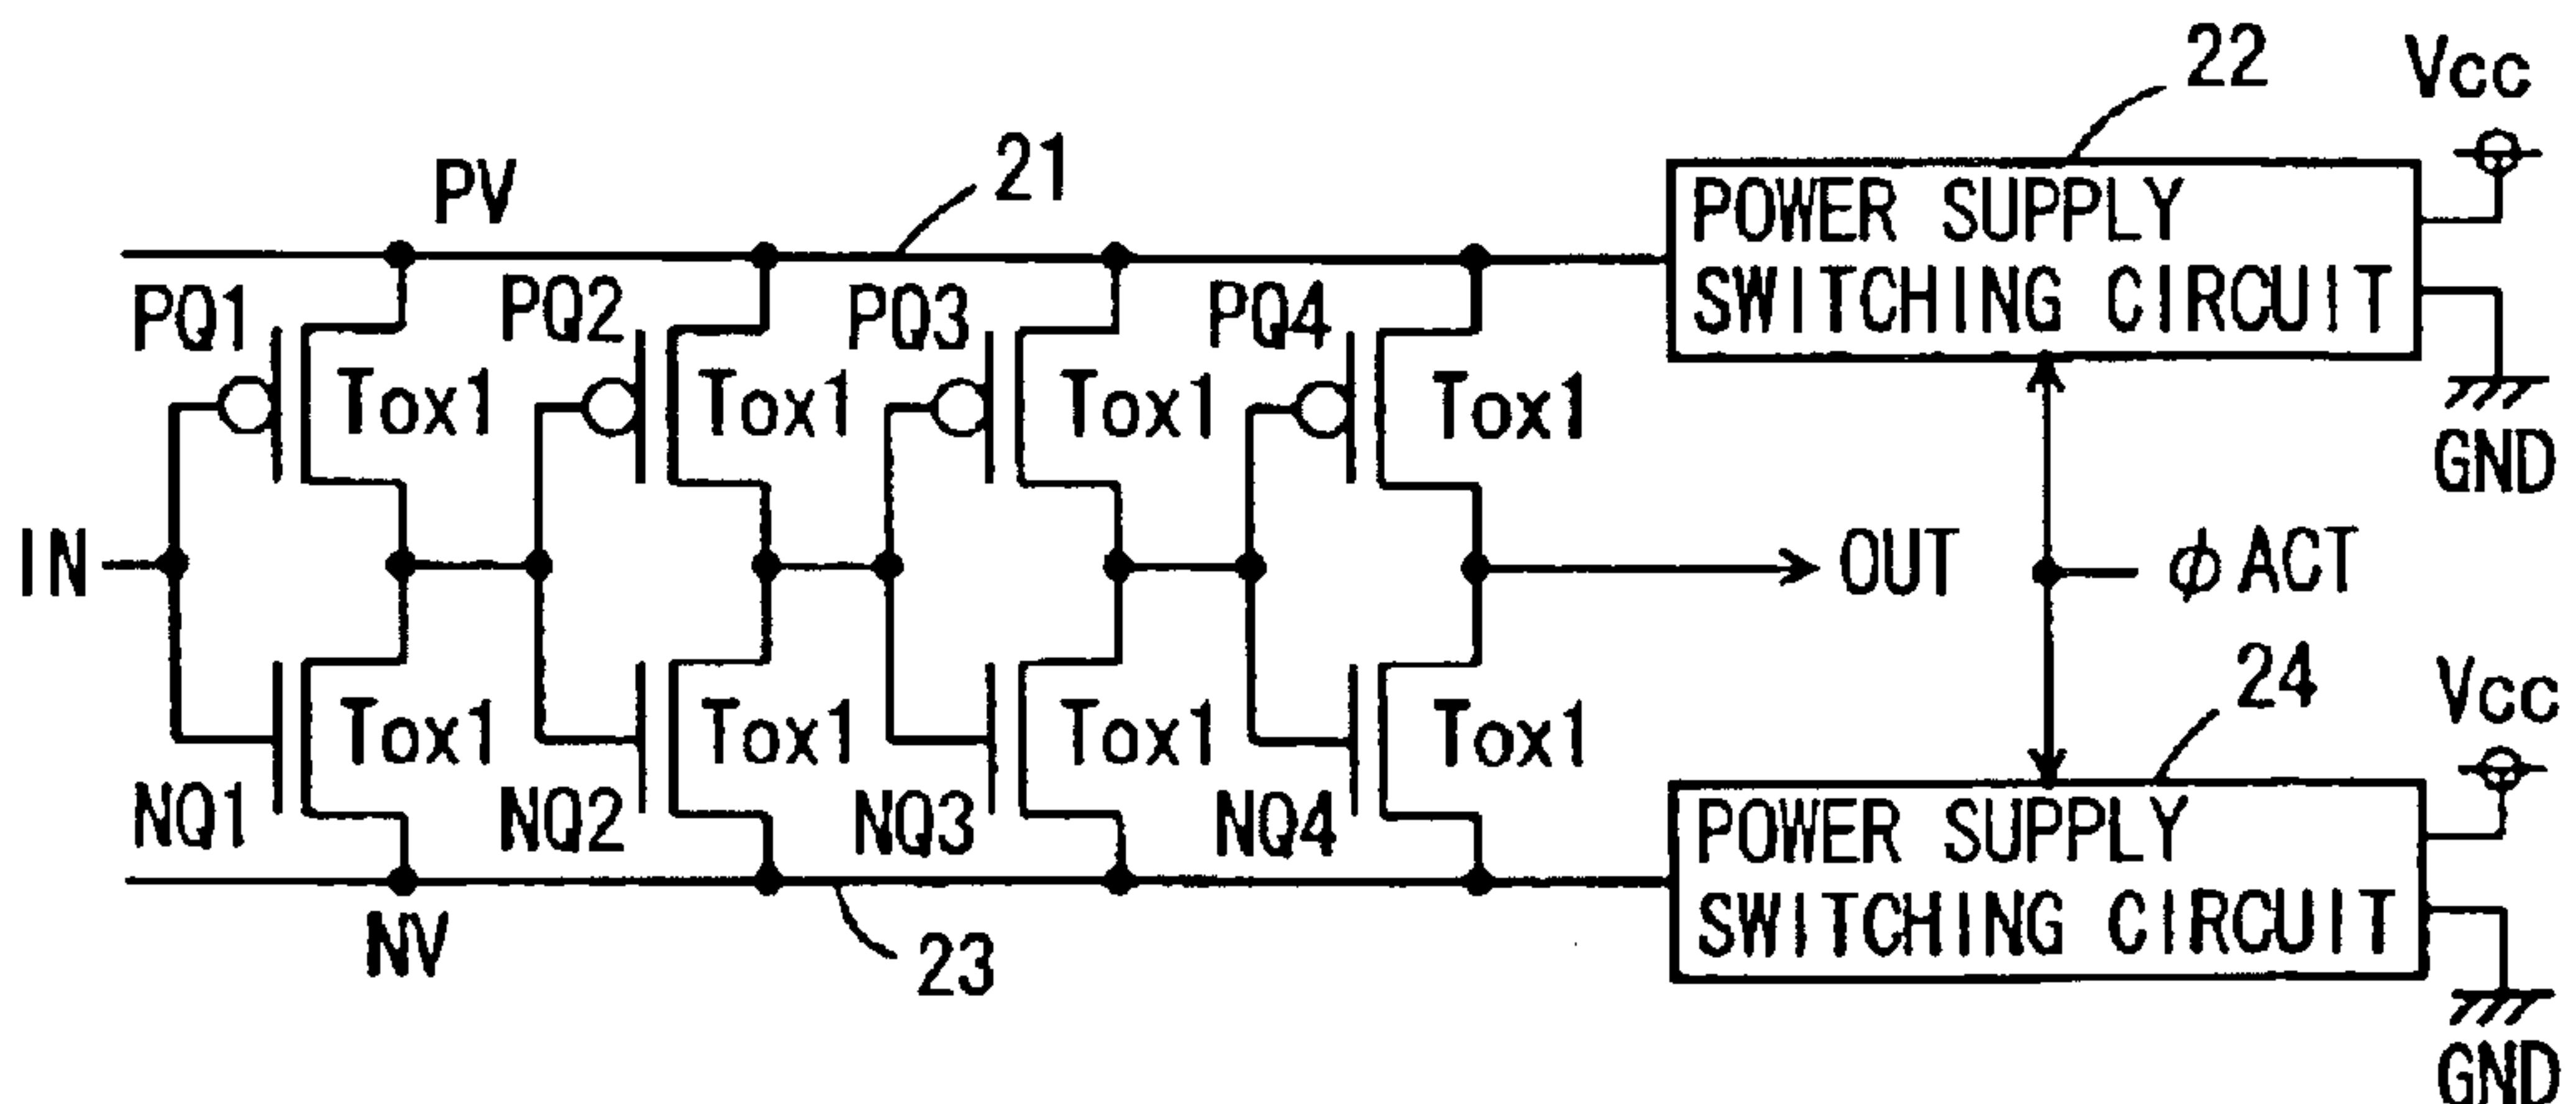 22
Vcc
PV
21
POWER SUPPLY
SWITCHING CIRCUIT
PQ1
PQ2
PQ3
PQ4
Tox1
Tox1
Tox1
Tox1
GND
IN
OUT
φACT
24
Vcc
Tox1
Tox1
Tox1
Tox1
NQ1
NQ2
NQ3
NQ4
POWER SUPPLY
SWITCHING CIRCUIT
NV
23
GND